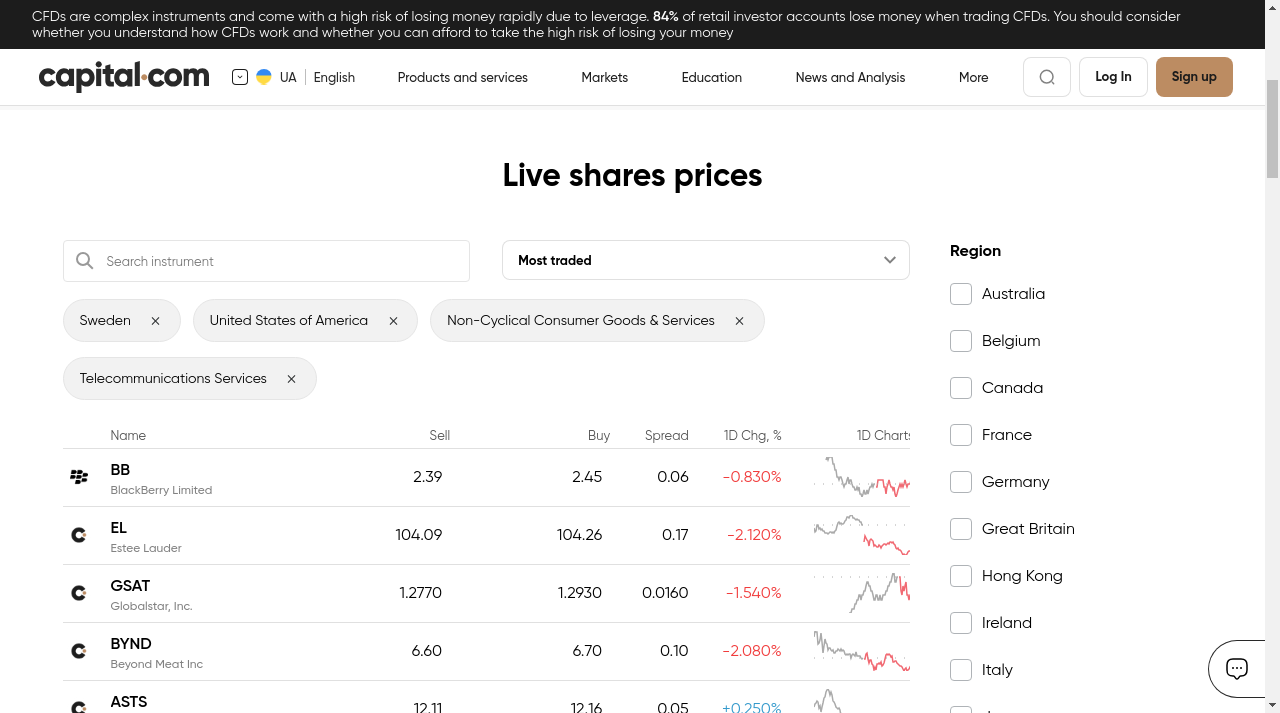 CFDs are complex instruments and come with a high risk of losing money rapidly due to leverage. 84% of retail investor accounts lose money when trading CFDs. You should consider
whether you understand how CFDs work and whether you can afford to take the high risk of losing your money
capital.com UA English Products and services Markets Education News and Analysis More Log In Sign up
Live shares prices
Search instrument
Most traded
Sweden
United States of America
Non-Cyclical Consumer Goods & Services
Telecommunications Services
Name Sell Buy Spread 1D Chg, % 1D Charts
BB 2.39 2.45 0.06 -0.830%
BlackBerry Limited
EL 104.09 104.26 0.17 -2.120%
Estee Lauder
GSAT 1.2770 1.2930 0.0160 -1.540%
Globalstar, Inc.
BYND 6.60 6.70 0.10 -2.080%
Beyond Meat Inc
ASTS 12.11 12.16 0.05 +0.250%
Region
Australia
Belgium
Canada
France
Germany
Great Britain
Hong Kong
Ireland
Italy